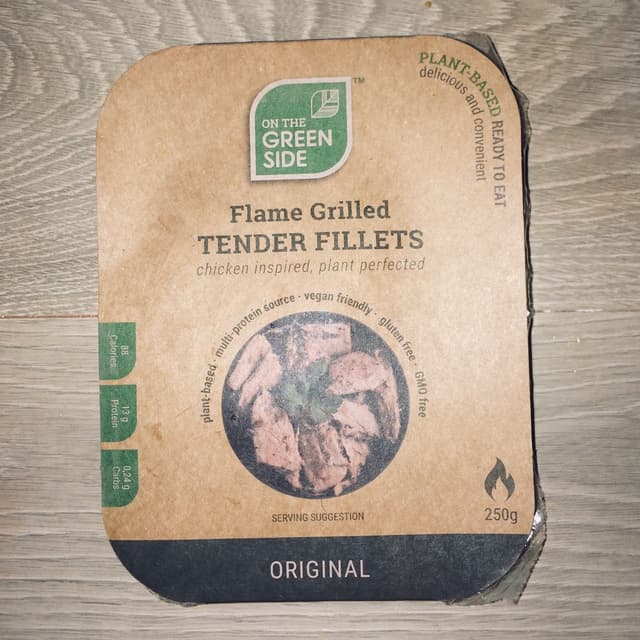 PLANT-BASED READY TO EAT
delicious and convenient
ON THE
GREEN
SIDE
TM
Flame Grilled
TENDER FILLETS
chicken inspired, plant perfected
plant-based · multi-protein source · vegan friendly · gluten free · GMO free
88
Calories
13 g
Protein
0,24 g
Carbs
SERVING SUGGESTION
250g
ORIGINAL